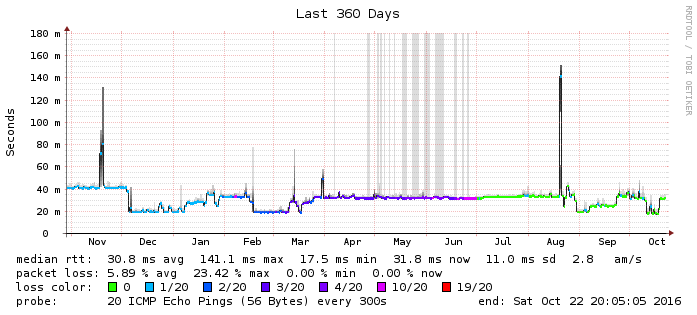 Last 360 Days
RRDTOOL / TOBI OETIKER
Seconds
180 m
160 m
140 m
120 m
100 m
80 m
60 m
40 m
20 m
0
Nov Dec Jan Feb Mar Apr May Jun Jul Aug Sep Oct
median rtt: 30.8 ms avg 141.1 ms max 17.5 ms min 31.8 ms now 11.0 ms sd 2.8 am/s
packet loss: 5.89 % avg 23.42 % max 0.00 % min 0.00 % now
loss color: 0 1/20 2/20 3/20 4/20 10/20 19/20
probe: 20 ICMP Echo Pings (56 Bytes) every 300s end: Sat Oct 22 20:05:05 2016